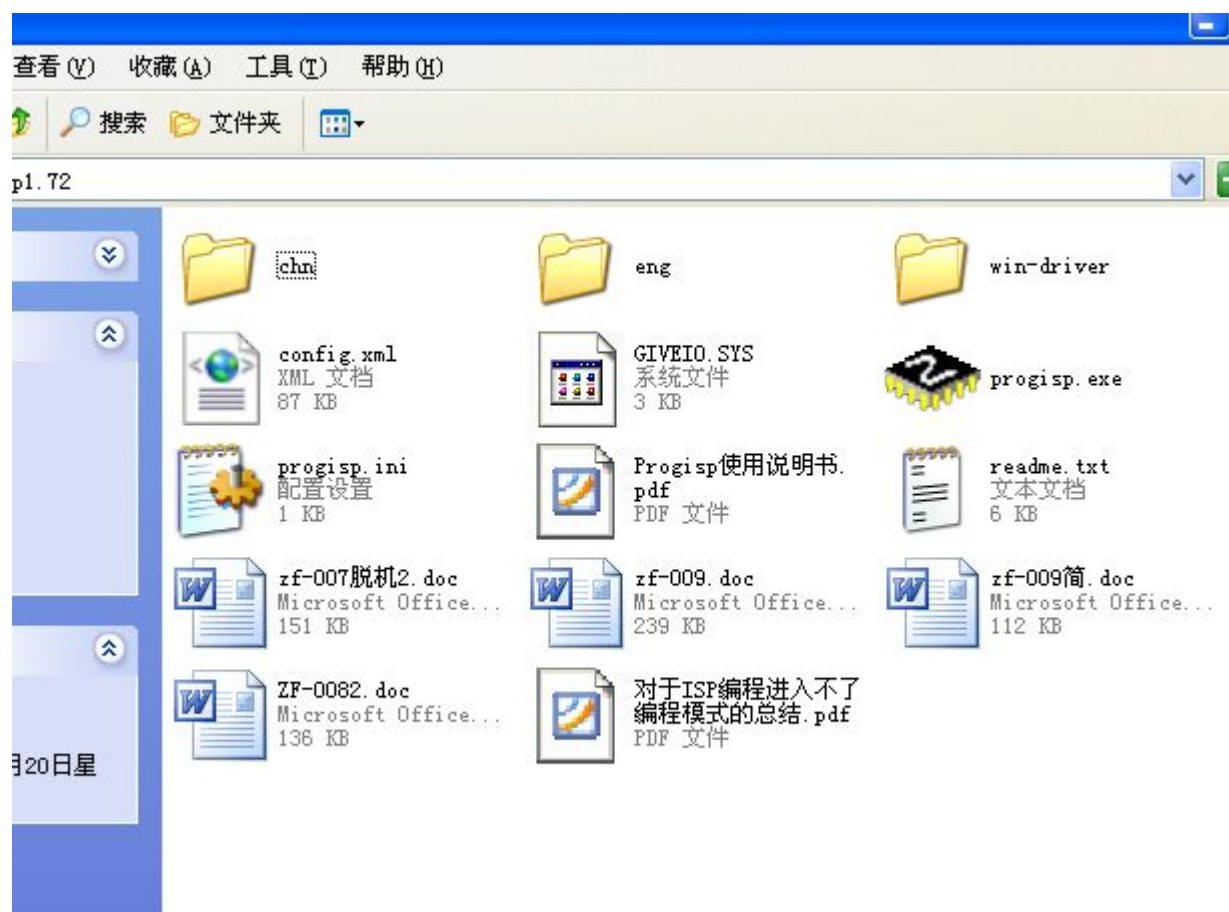 查看(V) 收藏(A) 工具(T) 帮助(H)
搜索 文件夹
p1.72
chn
eng
win-driver
config.xml
XML 文档
87 KB
GIVEIO.SYS
系统文件
3 KB
progisp.exe
progisp.ini
配置设置
1 KB
Progisp使用说明书.
pdf
PDF 文件
readme.txt
文本文档
6 KB
zf-007脱机2.doc
Microsoft Office...
151 KB
zf-009.doc
Microsoft Office...
239 KB
zf-009简.doc
Microsoft Office...
112 KB
ZF-0082.doc
Microsoft Office...
136 KB
对于ISP编程进入不了
编程模式的总结.pdf
PDF 文件
月20日星